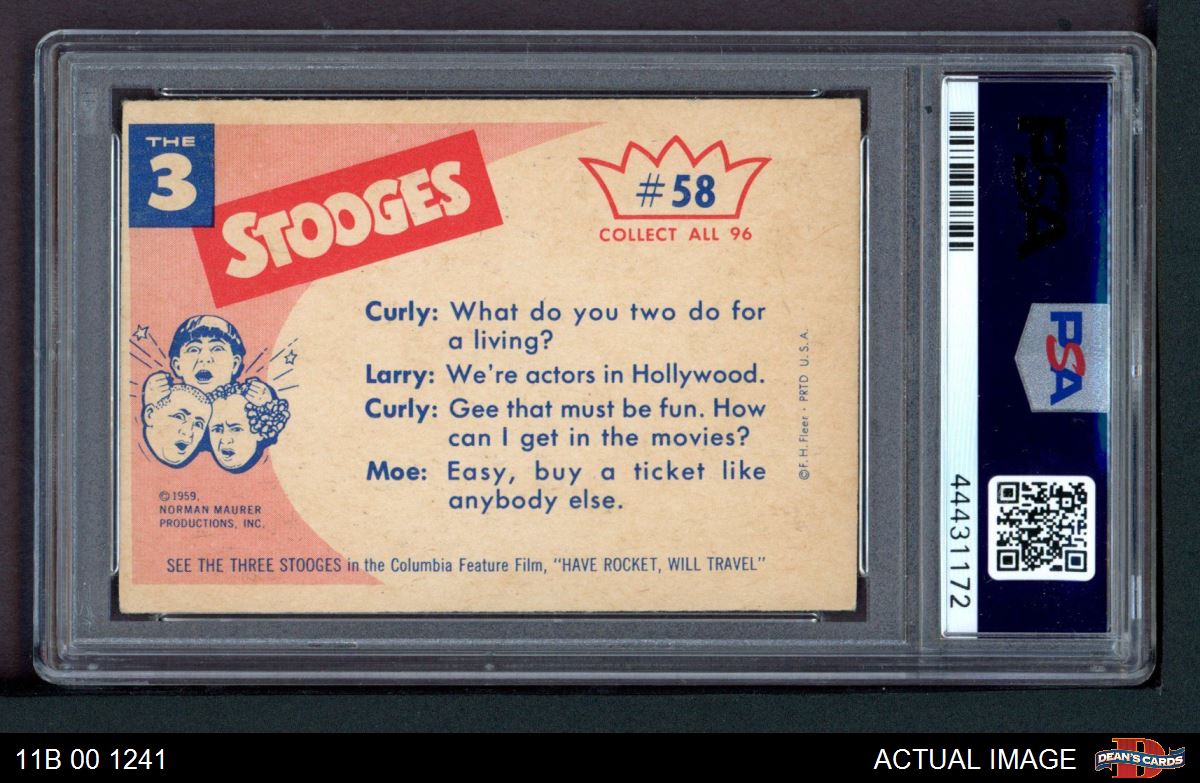 THE
3
STOOGES
#58
COLLECT ALL 96
Curly: What do you two do for
a living?
Larry: We're actors in Hollywood.
Curly: Gee that must be fun. How
can I get in the movies?
Moe: Easy, buy a ticket like
anybody else.
©F.H. Fleer · PRTD U.S.A.
©1959,
NORMAN MAURER
PRODUCTIONS, INC.
SEE THE THREE STOOGES in the Columbia Feature Film, "HAVE ROCKET, WILL TRAVEL"
PSA
PSA
44431172
11B 00 1241
ACTUAL IMAGE
D
DEAN'S CARDS